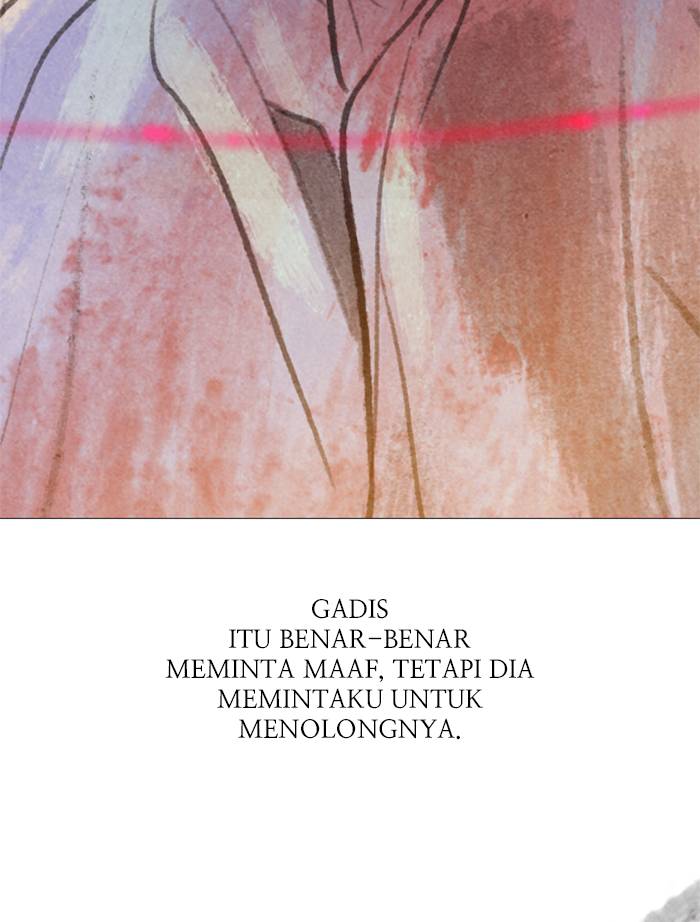 GADIS
ITU BENAR-BENAR
MEMINTA MAAF, TETAPI DIA
MEMINTAKU UNTUK
MENOLONGNYA.